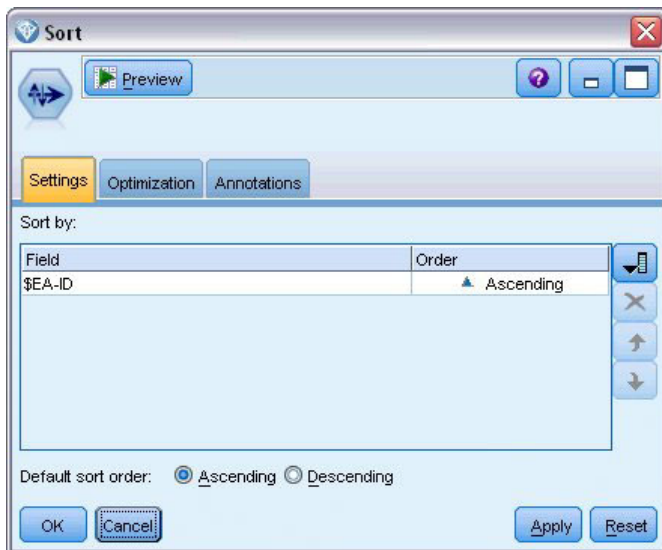 Sort
Preview
Settings Optimization Annotations
Sort by:
Field Order
$EA-ID Ascending
Default sort order: Ascending Descending
OK Cancel Apply Reset